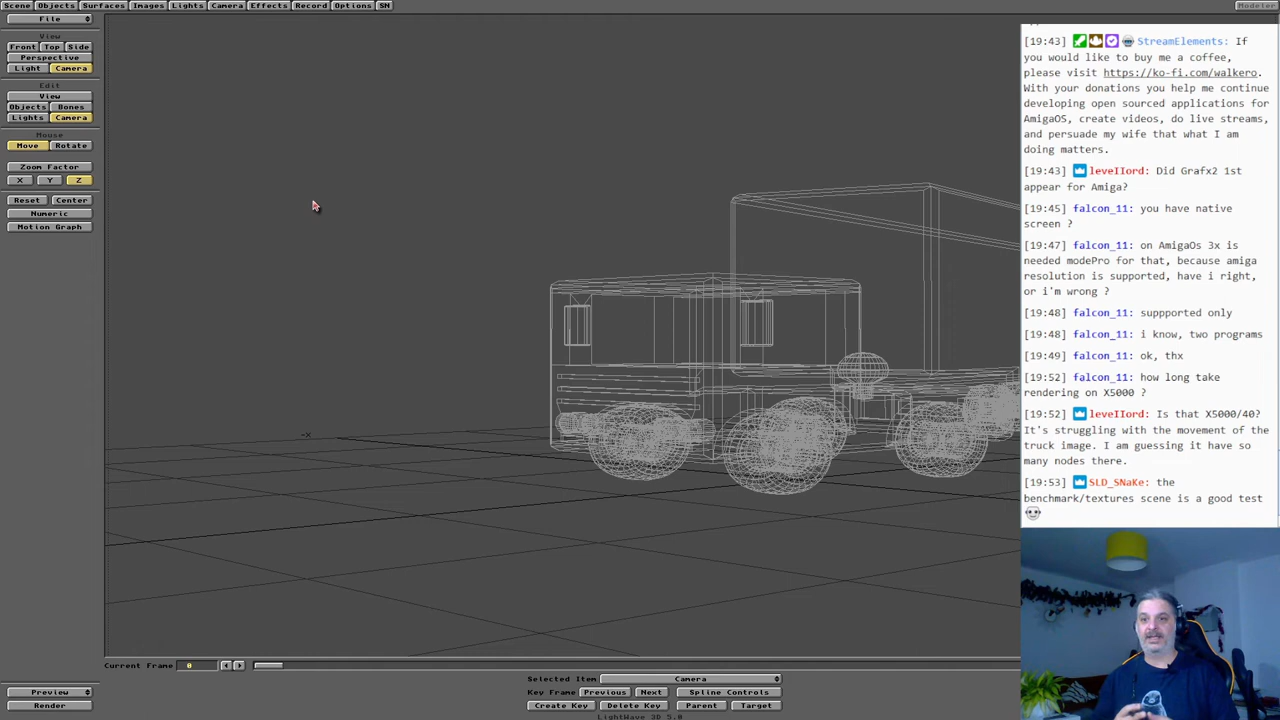 Scene Objects Surfaces Images Lights Camera Effects Record Options SN Modeler
File
View
Front Top Side
Perspective
Light Camera
Edit
View
Objects Bones
Lights Camera
Mouse
Move Rotate
Zoom Factor
X Y Z
Reset Center
Numeric
Motion Graph
-X
Current Frame 0
Preview
Render
Selected Item Camera
Key Frame Previous Next Spline Controls
Create Key Delete Key Parent Target
LightWave 3D 5.0
[19:43] StreamElements: If
you would like to buy me a coffee,
please visit https://ko-fi.com/walkero.
With your donations you help me continue
developing open sourced applications for
AmigaOS, create videos, do live streams,
and persuade my wife that what I am
doing matters.
[19:43] leveIIord: Did Grafx2 1st
appear for Amiga?
[19:45] falcon_11: you have native
screen ?
[19:47] falcon_11: on AmigaOs 3x is
needed modePro for that, because amiga
resolution is supported, have i right,
or i'm wrong ?
[19:48] falcon_11: suppported only
[19:48] falcon_11: i know, two programs
[19:49] falcon_11: ok, thx
[19:52] falcon_11: how long take
rendering on X5000 ?
[19:52] leveIIord: Is that X5000/40?
It's struggling with the movement of the
truck image. I am guessing it have so
many nodes there.
[19:53] SLD_SNaKe: the
benchmark/textures scene is a good test